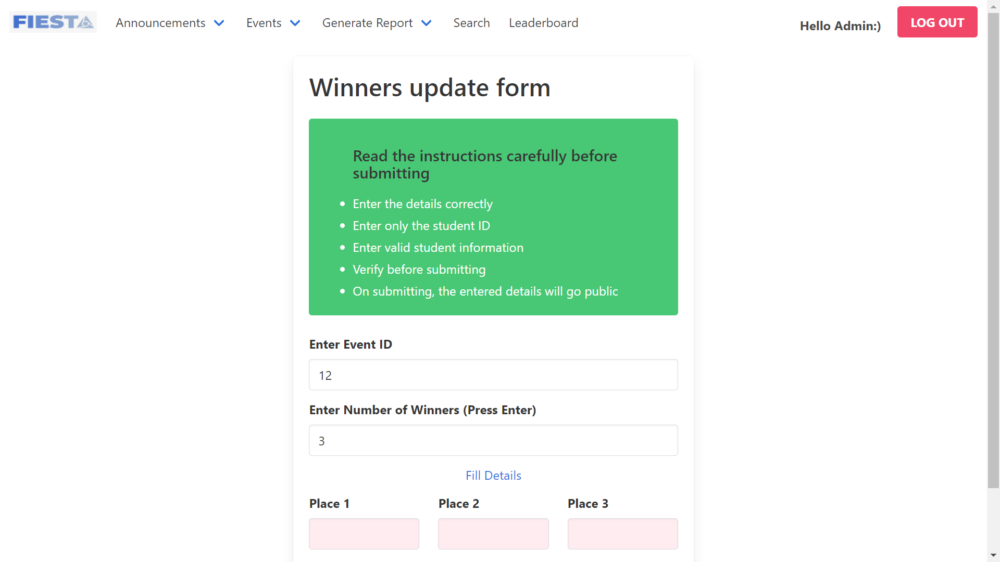 FIESTA
Announcements
Events
Generate Report
Search
Leaderboard
Hello Admin:)
LOG OUT
Winners update form
Read the instructions carefully before
submitting
Enter the details correctly
Enter only the student ID
Enter valid student information
Verify before submitting
On submitting, the entered details will go public
Enter Event ID
12
Enter Number of Winners (Press Enter)
3
Fill Details
Place 1
Place 2
Place 3